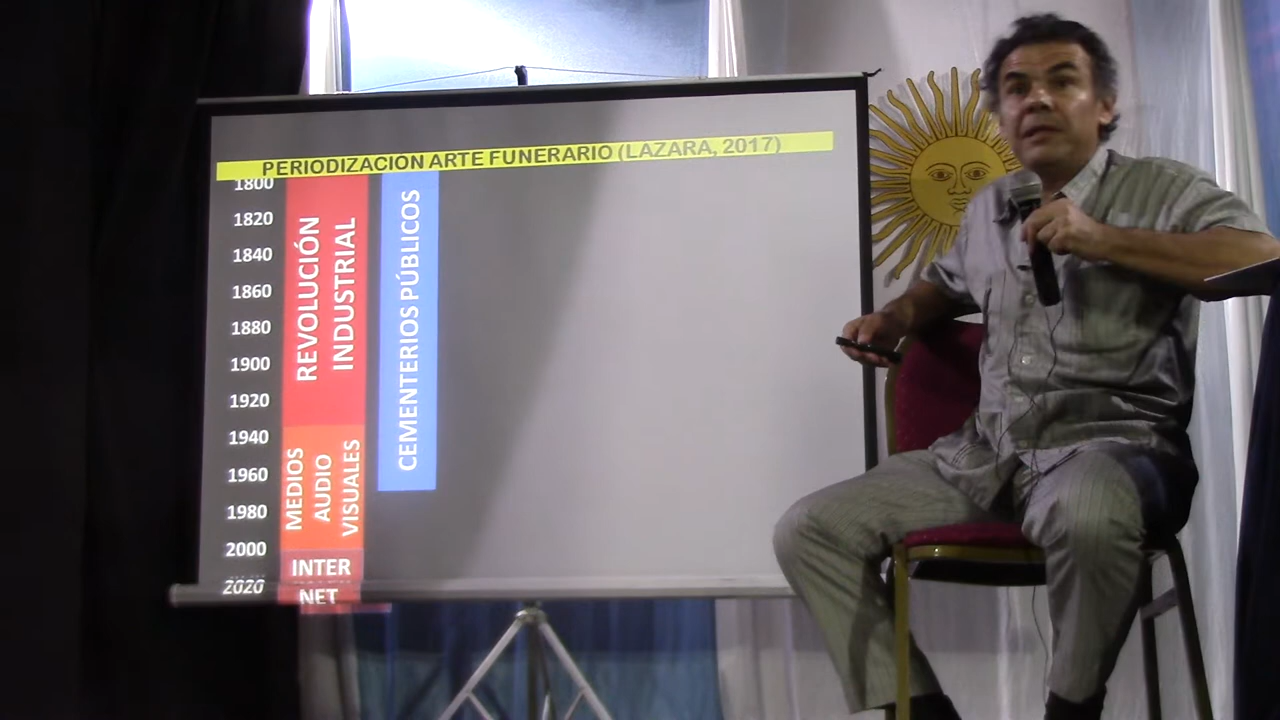 PERIODIZACION ARTE FUNERARIO (LAZARA, 2017)
1800
1820
1840
1860
1880
1900
1920
1940
1960
1980
2000
2020
REVOLUCIÓN
INDUSTRIAL
MEDIOS
AUDIO
VISUALES
INTER
NET
CEMENTERIOS PÚBLICOS